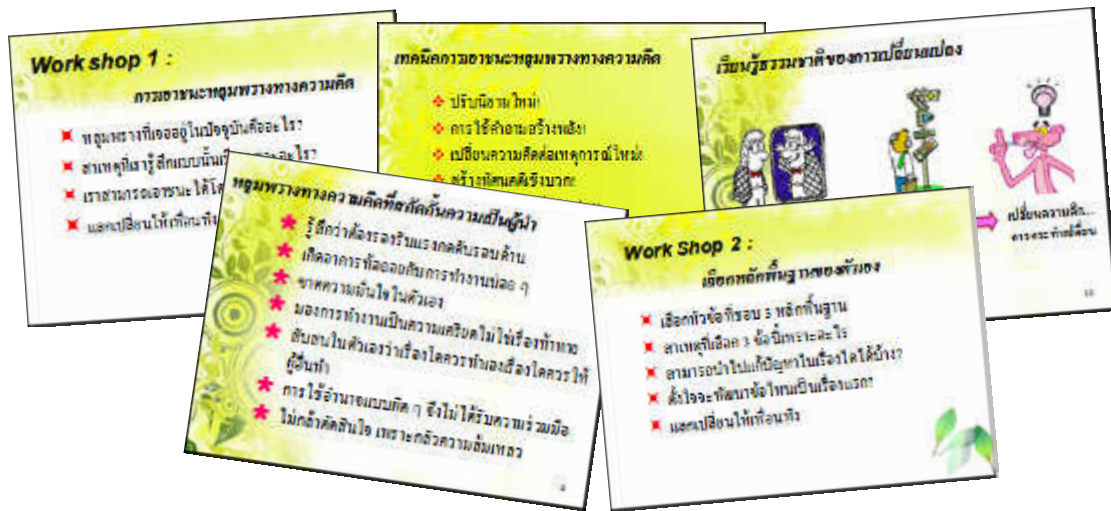 Work shop 1 :
การเอาชนะหลุมพรางทางความคิด
หลุมพรางที่เจออยู่ในปัจจุบันคืออะไร?
สาเหตุที่เรารู้สึกแบบนั้น อะไร?
เราสามารถเอาชนะได้โด
แลกเปลี่ยนให้เพื่อนฟัง
เทคนิคการเอาชนะหลุมพรางทางความคิด
ปรับนิยามใหม่!
การใช้คำถามสร้างพลัง!
เปลี่ยนความคิดต่อเหตุการณ์ใหม่!
สร้างทัศนคติเชิงบวก!
เรียนรู้ธรรมชาติของการเปลี่ยนแปลง
เปลี่ยนความคิด...
การกระทำเปลี่ยน
หลุมพรางทางความคิดที่สกัดกั้นความเป็นผู้นำ
รู้สึกว่าต้องรองรับแรงกดดันรอบด้าน
เกิดอาการท้อถอยกับการทำงานบ่อย ๆ
ขาดความมั่นใจในตัวเอง
มองการทำงานเป็นความเครียดไม่ใช่เรื่องท้าทาย
สับสนในตัวเองว่าเรื่องใดควรทำเองเรื่องใดควรให้
ผู้อื่นทำ
การใช้อำนาจแบบผิด ๆ จึงไม่ได้รับความร่วมมือ
ไม่กล้าตัดสินใจ เพราะกลัวความล้มเหลว
Work Shop 2 :
เลือกหลักพื้นฐานของตัวเอง
เลือกหัวข้อที่ชอบ 3 หลักพื้นฐาน
สาเหตุที่เลือก 3 ข้อนี้เพราะอะไร
สามารถนำไปแก้ปัญหาในเรื่องใดได้บ้าง?
ตั้งใจจะพัฒนาข้อไหนเป็นเรื่องแรก?
แลกเปลี่ยนให้เพื่อนฟัง